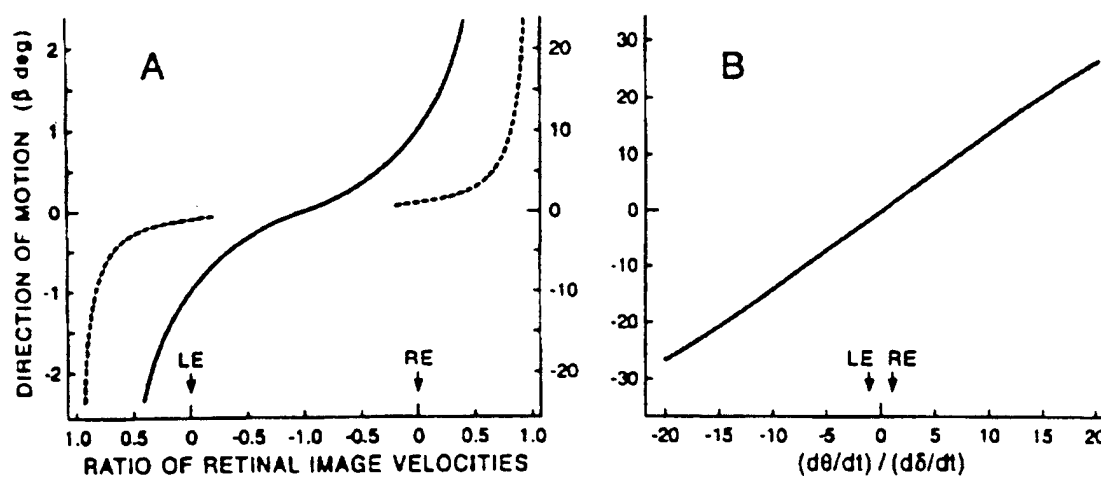 A
DIRECTION OF MOTION (β deg)
2
1
0
-1
-2
20
10
0
-10
-20
LE
RE
1.0 0.5 0 -0.5 -1.0 -0.5 0 0.5 1.0
RATIO OF RETINAL IMAGE VELOCITIES
B
30
20
10
0
-10
-20
-30
LE RE
-20 -15 -10 -5 0 5 10 15 20
(dθ/dt) / (dδ/dt)